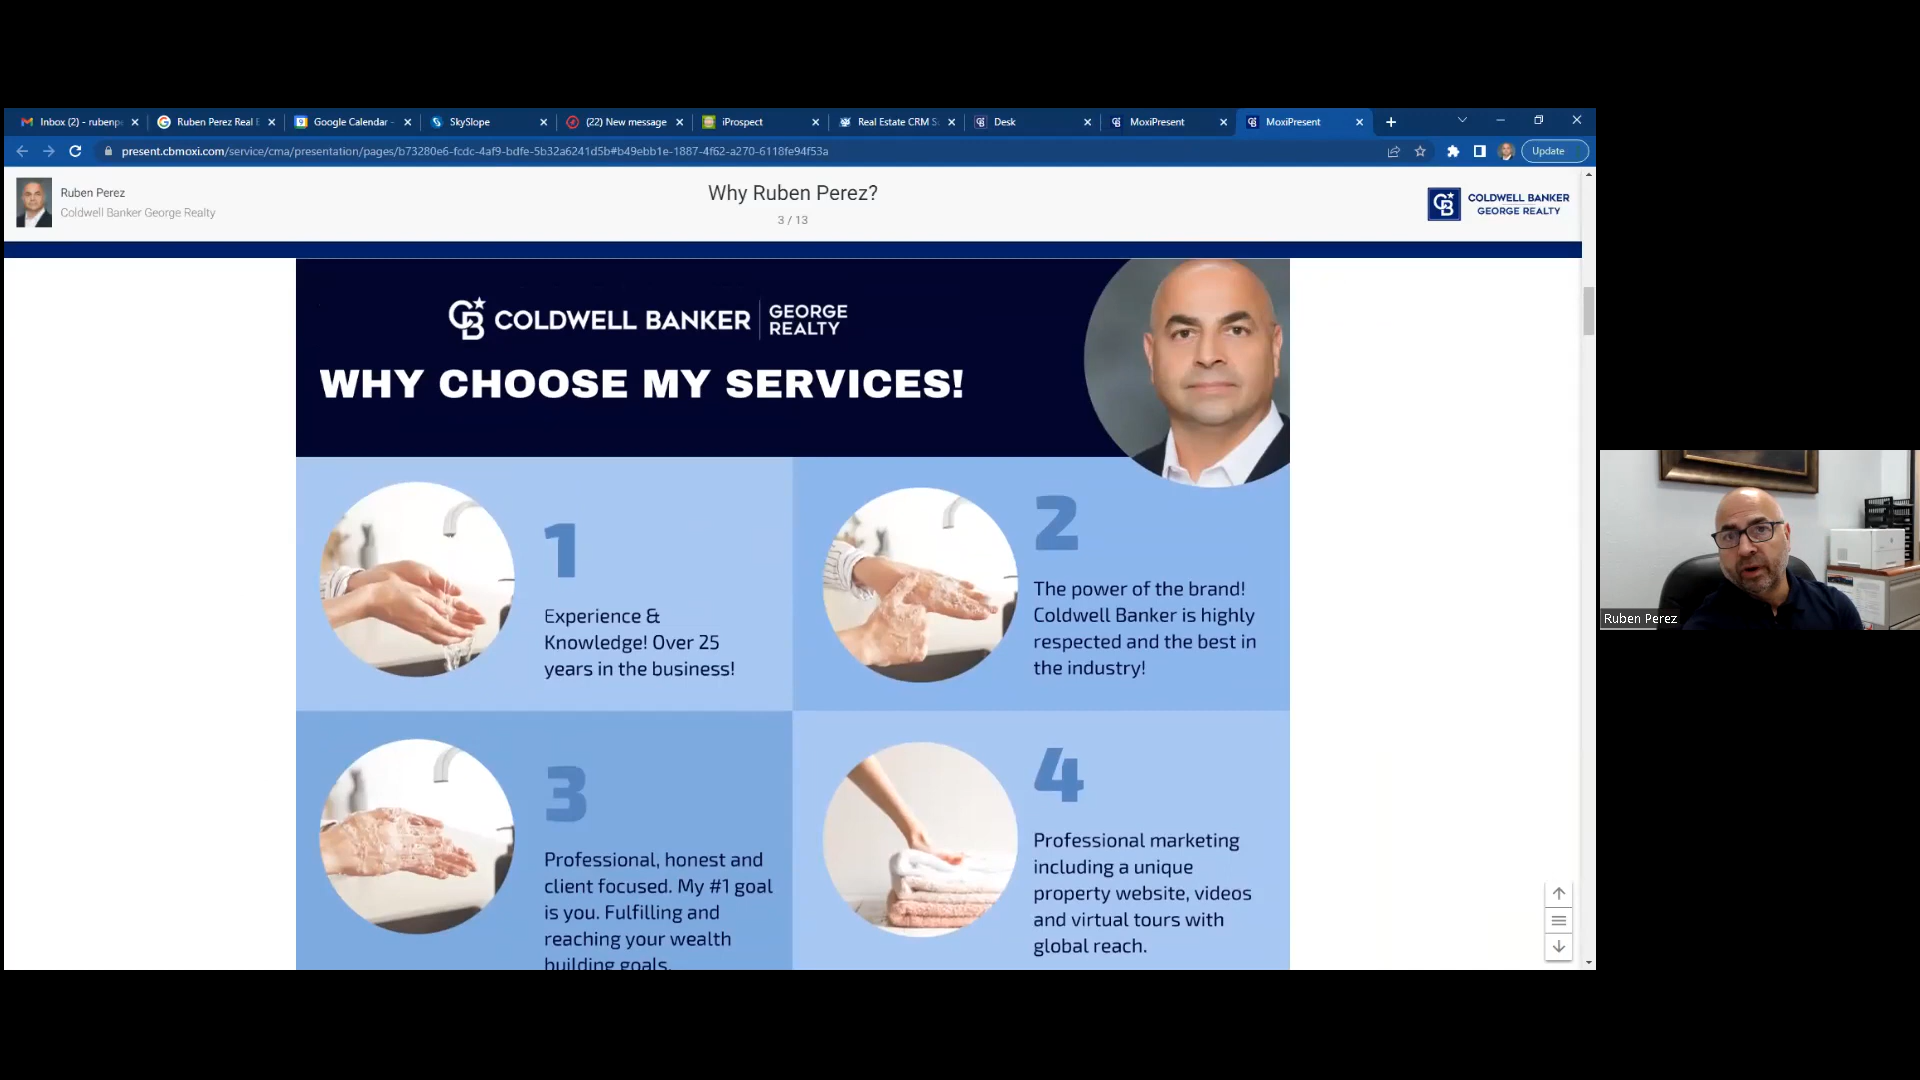 Inbox (2) - rubenp
Ruben Perez Real E
Google Calendar -
SkySlope
(22) New message
iProspect
Real Estate CRM S
Desk
MoxiPresent
MoxiPresent
present.cbmoxi.com/service/cma/presentation/pages/b73280e6-fcdc-4af9-bdfe-5b32a6241d5b#b49ebb1e-1887-4f62-a270-6118fe94f53a
Update
Ruben Perez
Coldwell Banker George Realty
Why Ruben Perez?
3 / 13
CB
COLDWELL BANKER
GEORGE REALTY
CB COLDWELL BANKER
GEORGE
REALTY
WHY CHOOSE MY SERVICES!
1
Experience &
Knowledge! Over 25
years in the business!
2
The power of the brand!
Coldwell Banker is highly
respected and the best in
the industry!
3
Professional, honest and
client focused. My #1 goal
is you. Fulfilling and
reaching your wealth
building goals.
4
Professional marketing
including a unique
property website, videos
and virtual tours with
global reach.
Ruben Perez